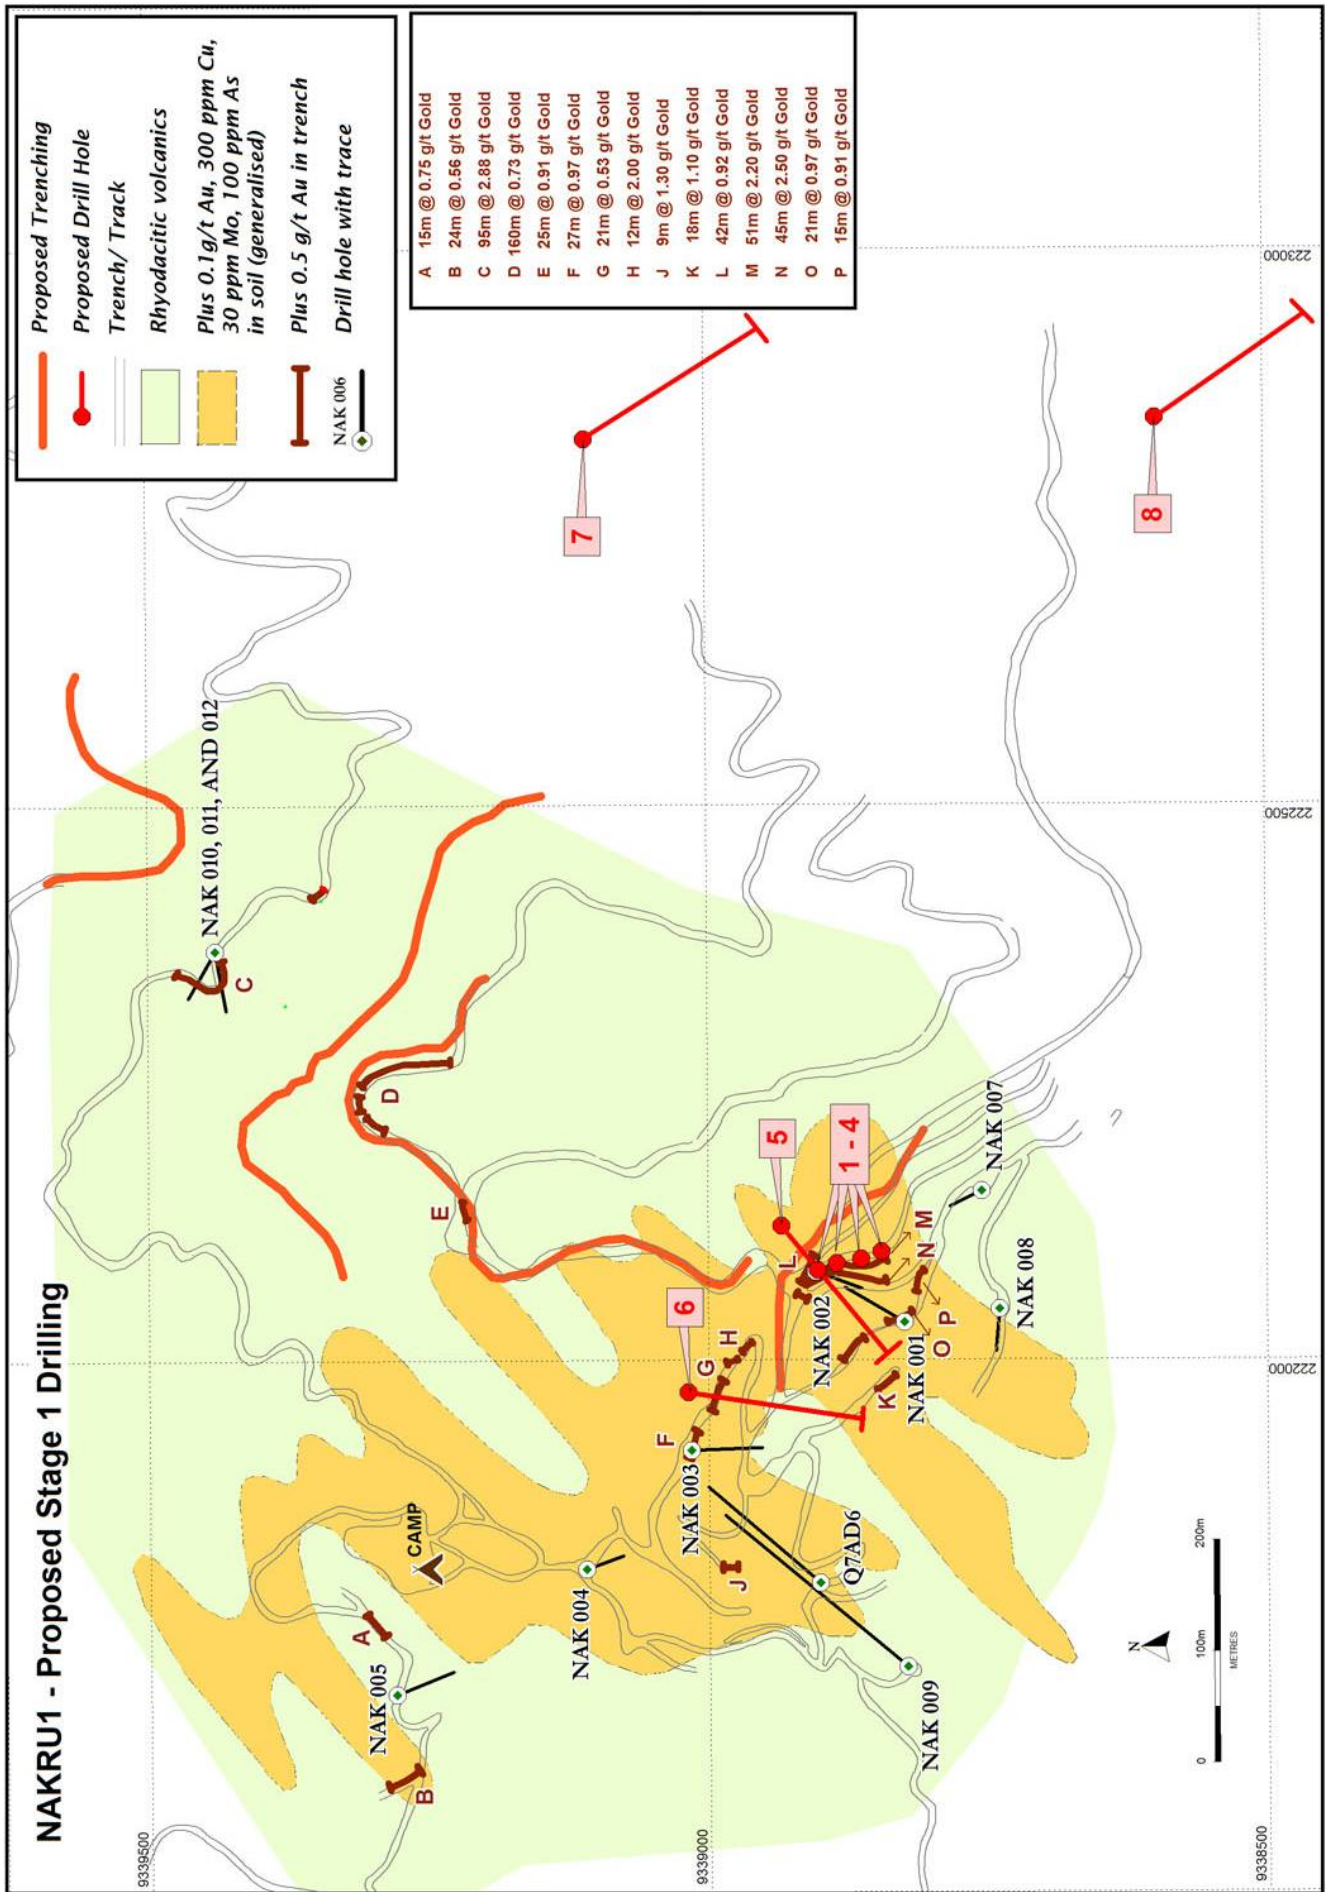 NAKRU1 - Proposed Stage 1 Drilling
Proposed Trenching
Proposed Drill Hole
Trench/ Track
Rhyodacitic volcanics
Plus 0.1g/t Au, 300 ppm Cu,
30 ppm Mo, 100 ppm As
in soil (generalised)
Plus 0.5 g/t Au in trench
NAK 006
Drill hole with trace
A 15m @ 0.75 g/t Gold
B 24m @ 0.56 g/t Gold
C 95m @ 2.88 g/t Gold
D 160m @ 0.73 g/t Gold
E 25m @ 0.91 g/t Gold
F 27m @ 0.97 g/t Gold
G 21m @ 0.53 g/t Gold
H 12m @ 2.00 g/t Gold
J 9m @ 1.30 g/t Gold
K 18m @ 1.10 g/t Gold
L 42m @ 0.92 g/t Gold
M 51m @ 2.20 g/t Gold
N 45m @ 2.50 g/t Gold
O 21m @ 0.97 g/t Gold
P 15m @ 0.91 g/t Gold
9339500
NAK 010, 011, AND 012
C
D
E
CAMP
A
NAK 005
B
NAK 004
9339000
6
G
H
F
NAK 003
J
Q7AD6
NAK 009
5
1 - 4
L
NAK 002
M
N
P
O
NAK 001
K
NAK 007
NAK 008
7
8
222000
222500
223000
N
0
100m
200m
METRES
9338500